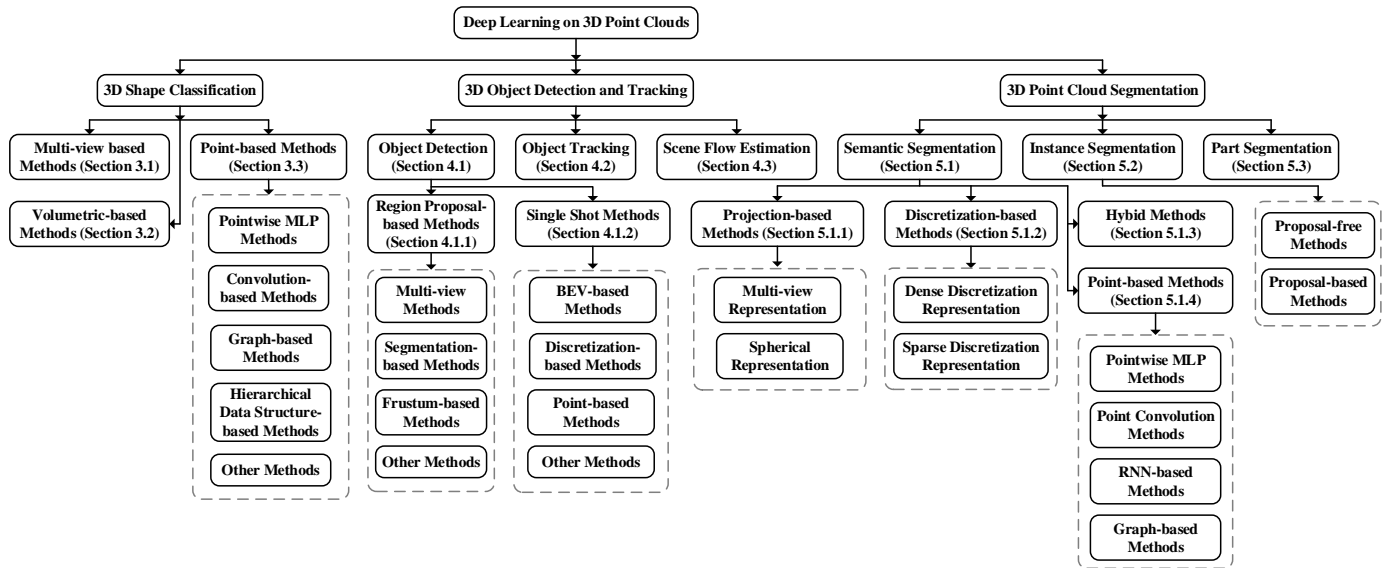 Deep Learning on 3D Point Clouds
3D Shape Classification
3D Object Detection and Tracking
3D Point Cloud Segmentation
Multi-view based
Methods (Section 3.1)
Point-based Methods
(Section 3.3)
Object Detection
(Section 4.1)
Object Tracking
(Section 4.2)
Scene Flow Estimation
(Section 4.3)
Semantic Segmentation
(Section 5.1)
Instance Segmentation
(Section 5.2)
Part Segmentation
(Section 5.3)
Volumetric-based
Methods (Section 3.2)
Pointwise MLP
Methods
Convolution-
based Methods
Graph-based
Methods
Hierarchical
Data Structure-
based Methods
Other Methods
Region Proposal-
based Methods
(Section 4.1.1)
Multi-view
Methods
Segmentation-
based Methods
Frustum-based
Methods
Other Methods
Single Shot Methods
(Section 4.1.2)
BEV-based
Methods
Discretization-
based Methods
Point-based
Methods
Other Methods
Projection-based
Methods (Section 5.1.1)
Multi-view
Representation
Spherical
Representation
Discretization-based
Methods (Section 5.1.2)
Dense Discretization
Representation
Sparse Discretization
Representation
Hybid Methods
(Section 5.1.3)
Point-based Methods
(Section 5.1.4)
Pointwise MLP
Methods
Point Convolution
Methods
RNN-based
Methods
Graph-based
Methods
Proposal-free
Methods
Proposal-based
Methods